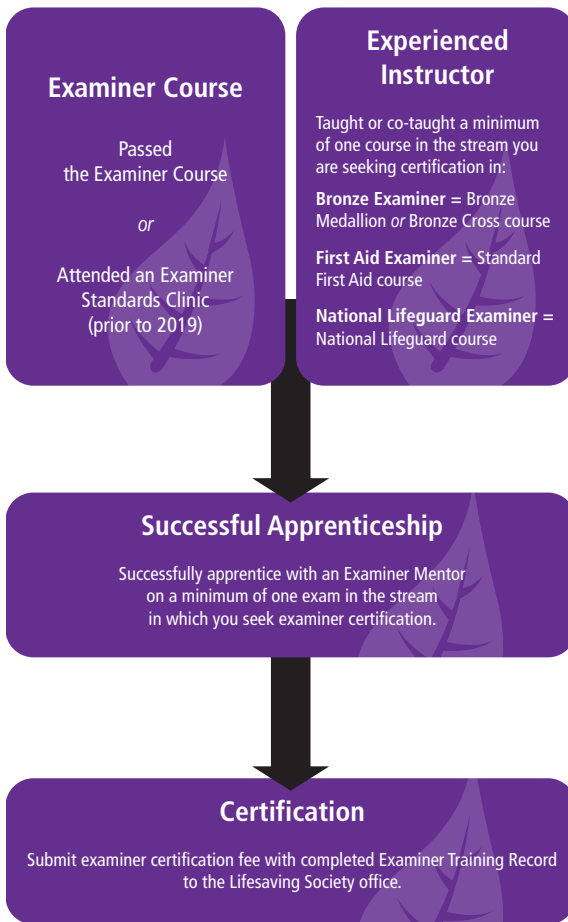 Examiner Course
Passed
the Examiner Course
or
Attended an Examiner
Standards Clinic
(prior to 2019)
Experienced
Instructor
Taught or co-taught a minimum
of one course in the stream you
are seeking certification in:
Bronze Examiner = Bronze
Medallion or Bronze Cross course
First Aid Examiner = Standard
First Aid course
National Lifeguard Examiner =
National Lifeguard course
Successful Apprenticeship
Successfully apprentice with an Examiner Mentor
on a minimum of one exam in the stream
in which you seek examiner certification.
Certification
Submit examiner certification fee with completed Examiner Training Record
to the Lifesaving Society office.